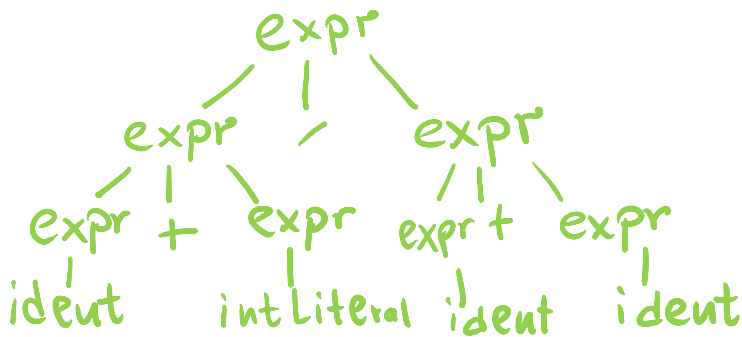 expr
expr / expr
expr + expr expr + expr
ident intLiteral ident ident